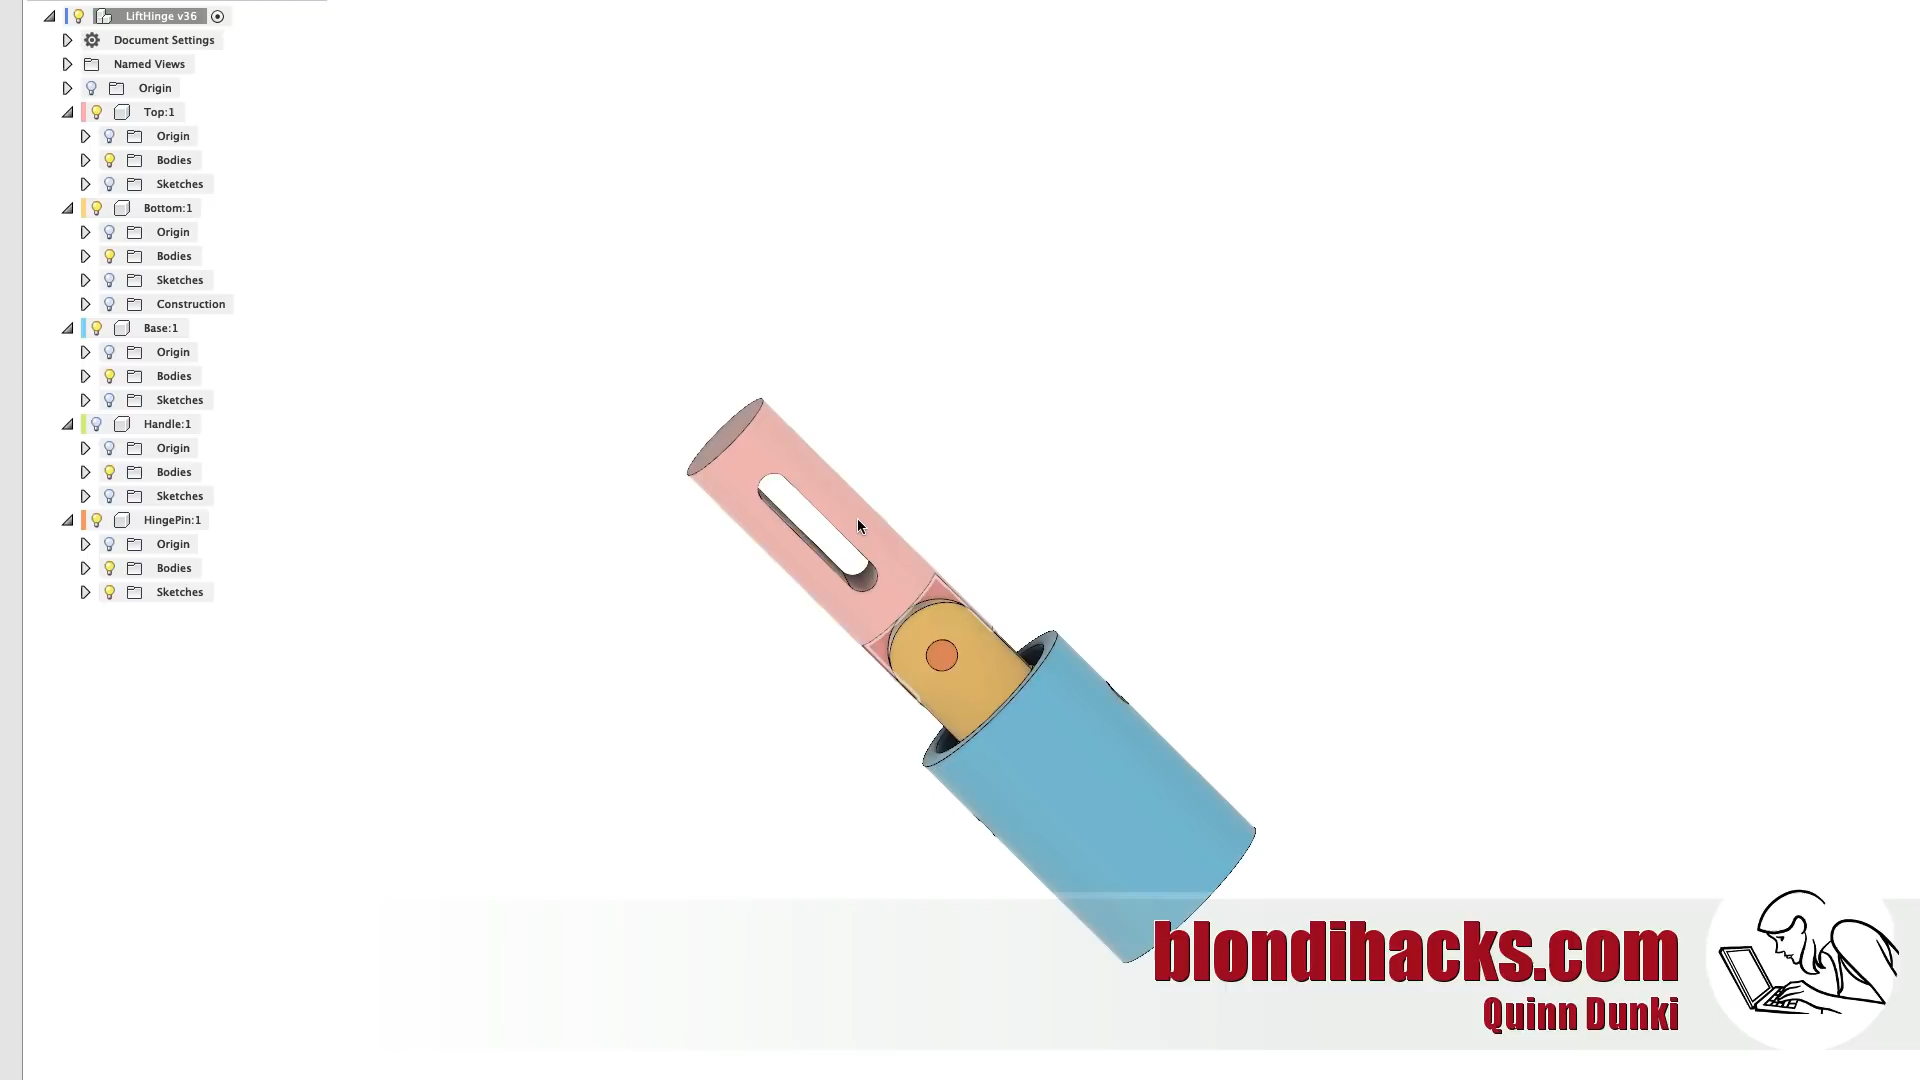 LiftHinge v36
Document Settings
Named Views
Origin
Top:1
Origin
Bodies
Sketches
Bottom:1
Origin
Bodies
Sketches
Construction
Base:1
Origin
Bodies
Sketches
Handle:1
Origin
Bodies
Sketches
HingePin:1
Origin
Bodies
Sketches
blondihacks.com
Quinn Dunki